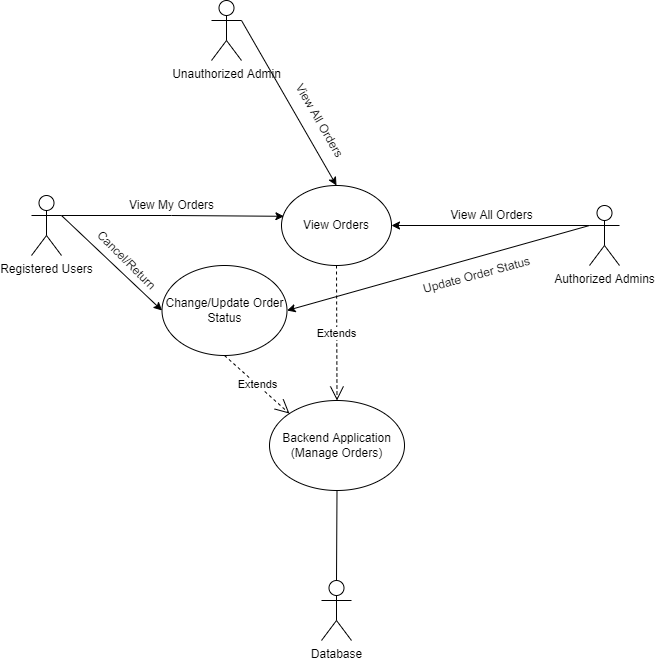 Unauthorized Admin
View All Orders
View My Orders
View Orders
View All Orders
Registered Users
Cancel/Return
Authorized Admins
Update Order Status
Change/Update Order
Status
Extends
Extends
Backend Application
(Manage Orders)
Database